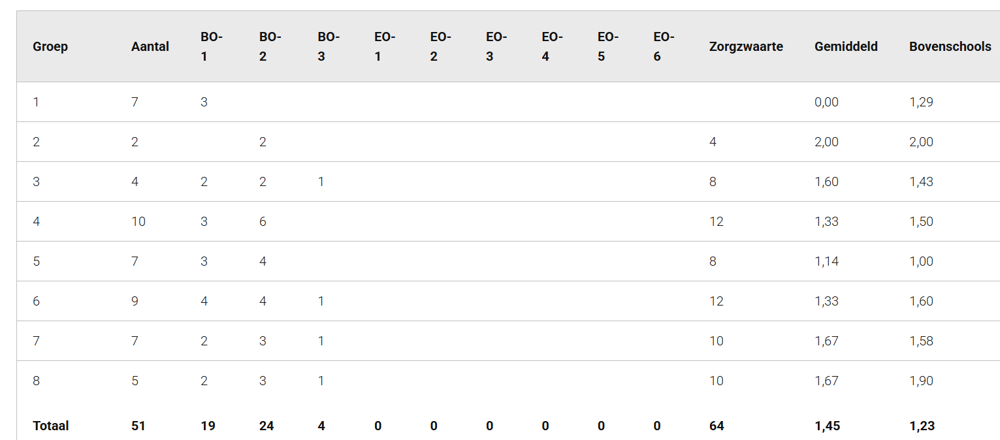 Groep Aantal BO-1 BO-2 BO-3 EO-1 EO-2 EO-3 EO-4 EO-5 EO-6 Zorgzwaarte Gemiddeld Bovenschools
1 7 3 0,00 1,29
2 2 2 4 2,00 2,00
3 4 2 2 1 8 1,60 1,43
4 10 3 6 12 1,33 1,50
5 7 3 4 8 1,14 1,00
6 9 4 4 1 12 1,33 1,60
7 7 2 3 1 10 1,67 1,58
8 5 2 3 1 10 1,67 1,90
Totaal 51 19 24 4 0 0 0 0 0 0 64 1,45 1,23